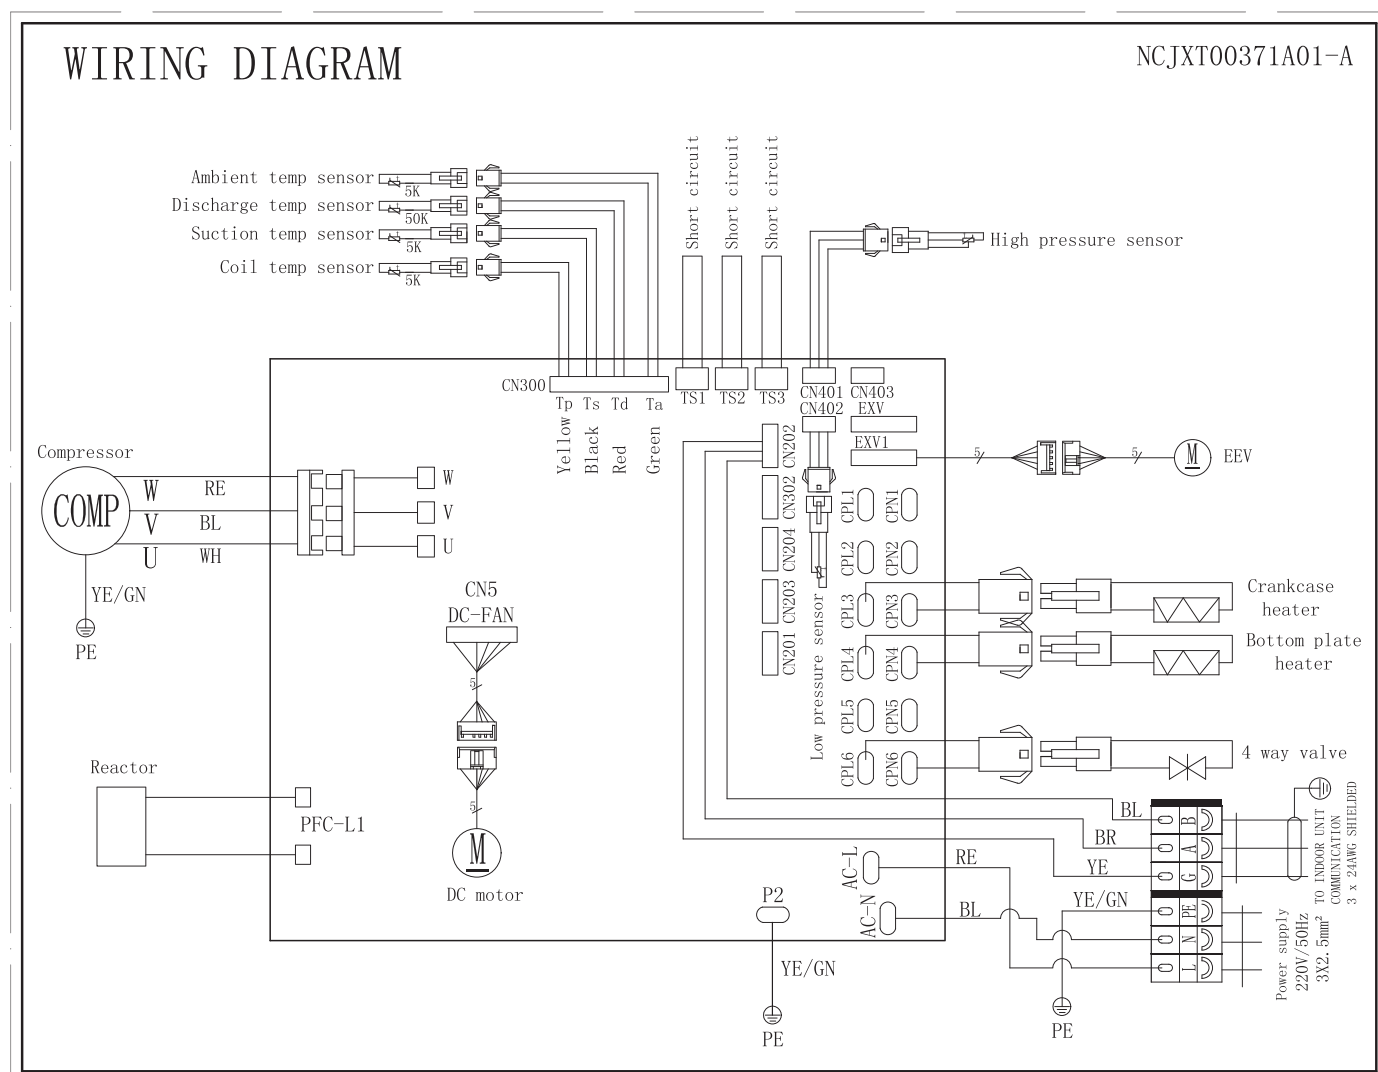 WIRING DIAGRAM
NCJXT00371A01-A
Ambient temp sensor
5K
Discharge temp sensor
50K
Suction temp sensor
5K
Coil temp sensor
5K
Short circuit
Short circuit
Short circuit
High pressure sensor
CN300
Tp
Ts
Td
Ta
Yellow
Black
Red
Green
TS1
TS2
TS3
CN401
CN403
CN402
EXV
EXV1
5
5
M
EEV
CN202
CN302
CN204
CN203
CN201
Low pressure sensor
CPL1
CPN1
CPL2
CPN2
CPL3
CPN3
CPL4
CPN4
CPL5
CPN5
CPL6
CPN6
Crankcase
heater
Bottom plate
heater
4 way valve
Compressor
COMP
W
RE
V
BL
U
WH
W
V
U
YE/GN
PE
CN5
DC-FAN
5
5
M
DC motor
Reactor
PFC-L1
P2
YE/GN
PE
AC-L
AC-N
RE
BL
BL
BR
YE
YE/GN
PE
B
A
G
PE
N
L
TO INDOOR UNIT
COMMUNICATION
3 x 24AWG SHIELDED
Power supply
220V/50Hz
3X2.5mm²